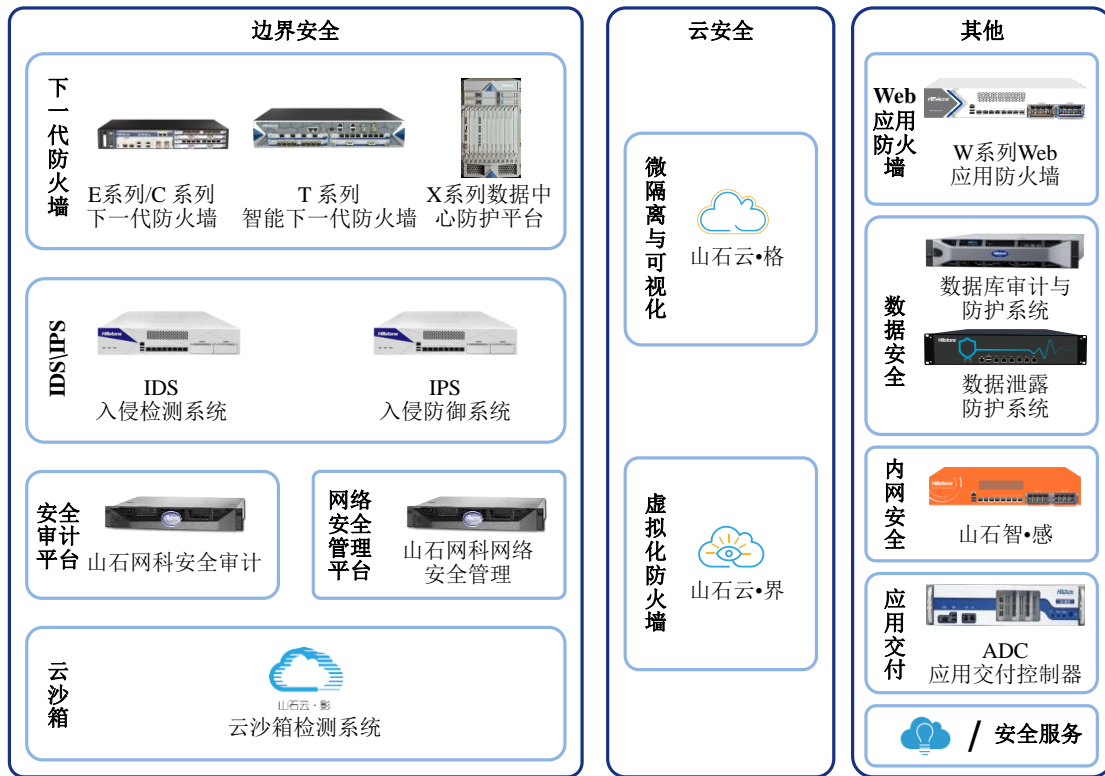 边界安全
下一代防火墙
E系列/C 系列
下一代防火墙
T 系列
智能下一代防火墙
X系列数据中
心防护平台
IDS\IPS
Hillstone
IDS
入侵检测系统
Hillstone
IPS
入侵防御系统
安全
审计
平台
山石网科安全审计
网络
安全
管理
平台
山石网科网络
安全管理
云沙箱
山石云·影
云沙箱检测系统
云安全
微隔离与可视化
山石云•格
虚拟化防火墙
山石云•界
其他
Web
应用
防火
墙
Hillstone
W系列Web
应用防火墙
数据安全
数据库审计与
防护系统
Hillstone
数据泄露
防护系统
内网安全
Hillstone
山石智•感
应用交付
ADC
应用交付控制器
/ 安全服务